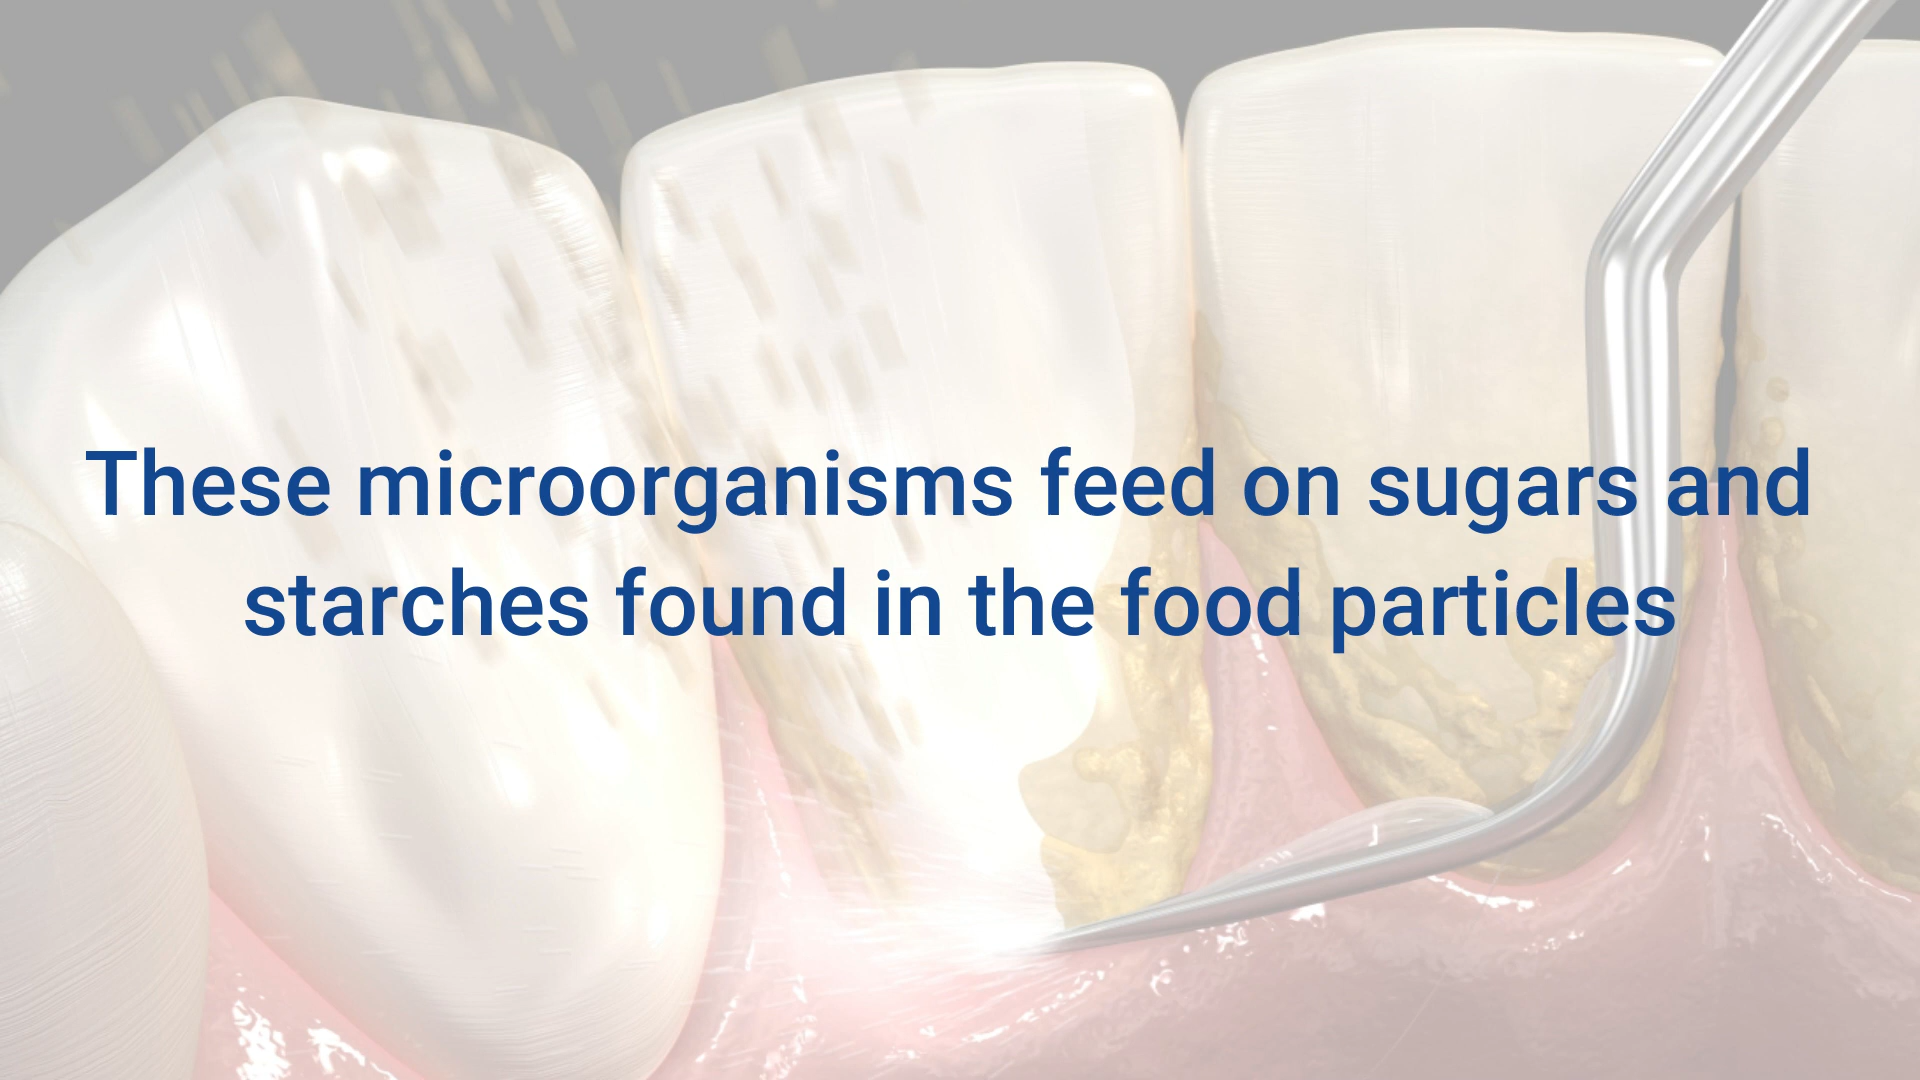 These microorganisms feed on sugars and
starches found in the food particles